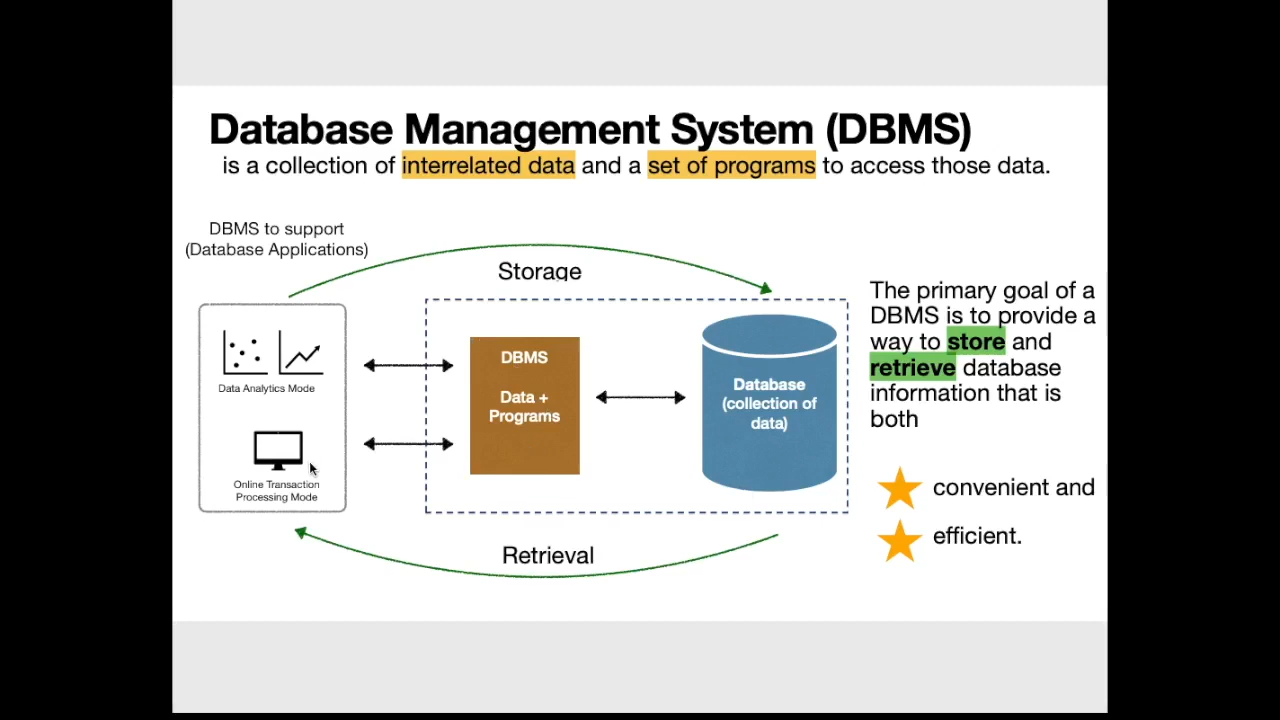 Database Management System (DBMS)
is a collection of interrelated data and a set of programs to access those data.
DBMS to support
(Database Applications)
Storage
Data Analytics Mode
Online Transaction
Processing Mode
DBMS
Data +
Programs
Database
(collection of
data)
Retrieval
The primary goal of a
DBMS is to provide a
way to store and
retrieve database
information that is
both
convenient and
efficient.